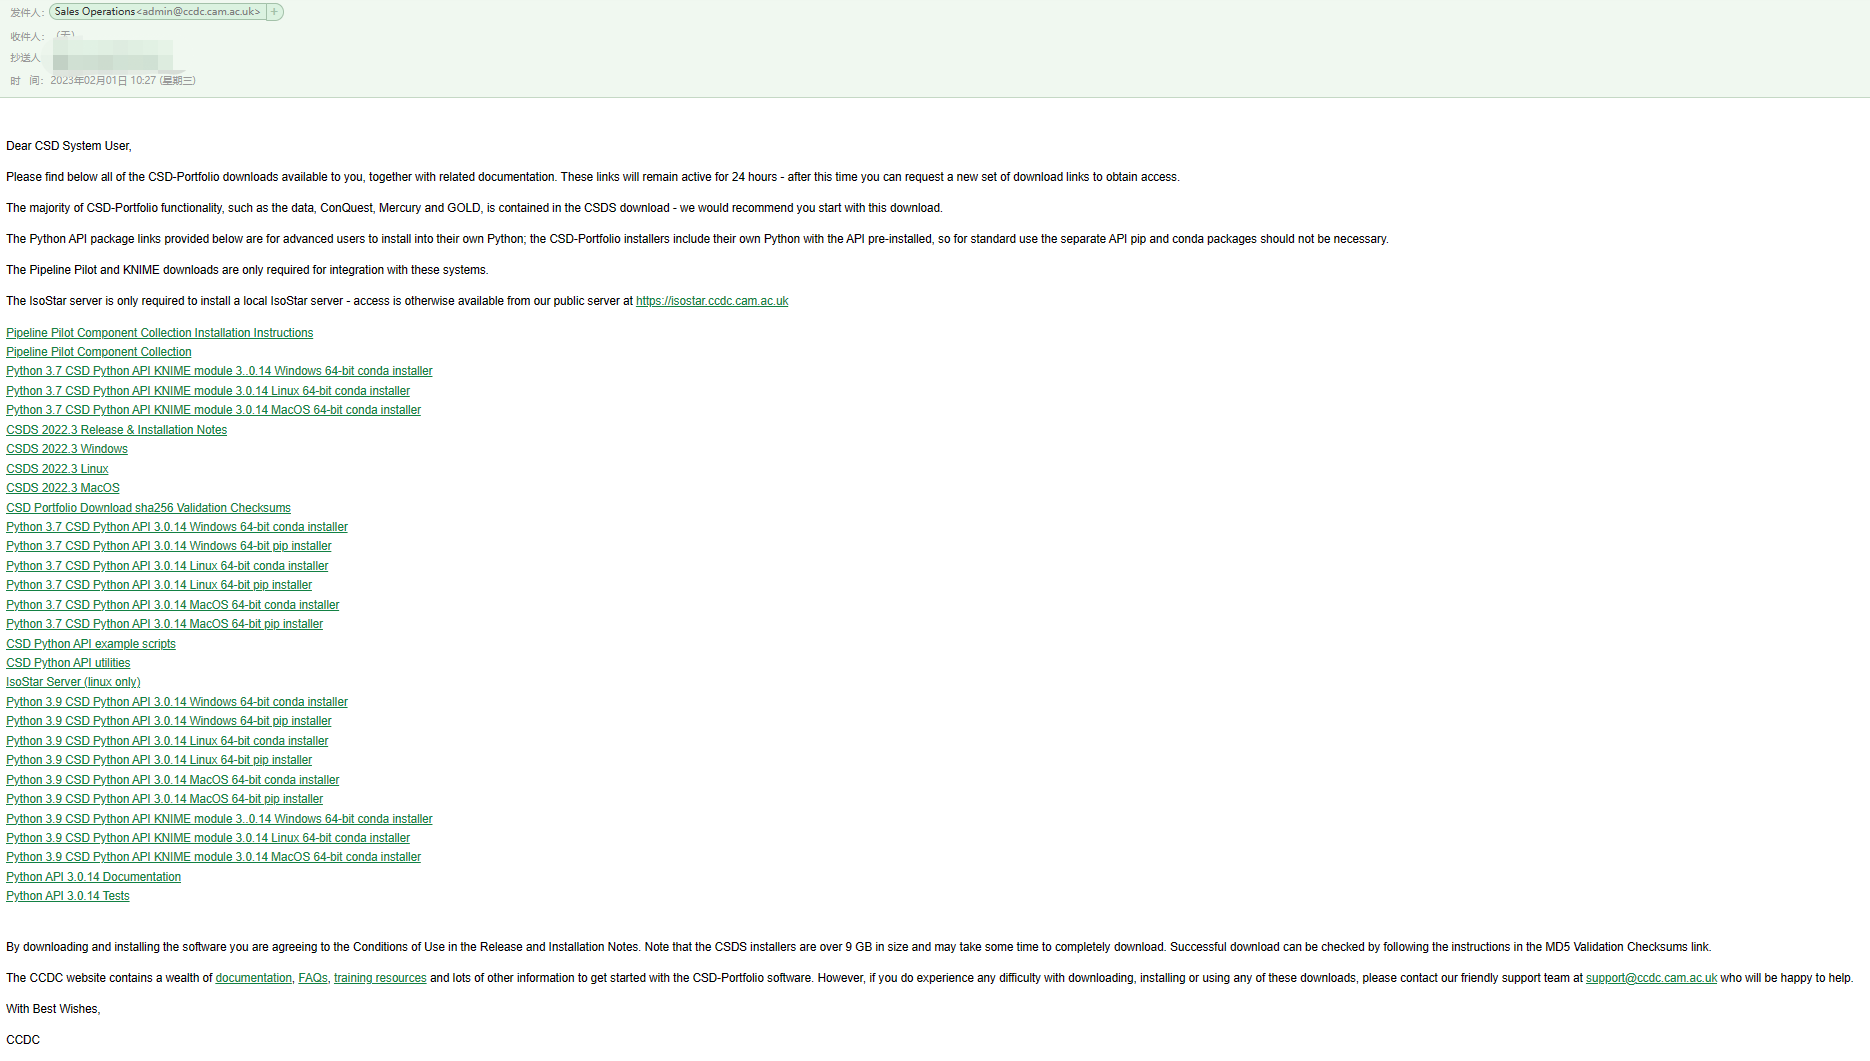 发件人: Sales Operations<admin@ccdc.cam.ac.uk> +
收件人: (无)
抄送人
时 间: 2023年02月01日 10:27 (星期三)
Dear CSD System User,
Please find below all of the CSD-Portfolio downloads available to you, together with related documentation. These links will remain active for 24 hours - after this time you can request a new set of download links to obtain access.
The majority of CSD-Portfolio functionality, such as the data, ConQuest, Mercury and GOLD, is contained in the CSDS download - we would recommend you start with this download.
The Python API package links provided below are for advanced users to install into their own Python; the CSD-Portfolio installers include their own Python with the API pre-installed, so for standard use the separate API pip and conda packages should not be necessary.
The Pipeline Pilot and KNIME downloads are only required for integration with these systems.
The IsoStar server is only required to install a local IsoStar server - access is otherwise available from our public server at https://isostar.ccdc.cam.ac.uk
Pipeline Pilot Component Collection Installation Instructions
Pipeline Pilot Component Collection
Python 3.7 CSD Python API KNIME module 3..0.14 Windows 64-bit conda installer
Python 3.7 CSD Python API KNIME module 3.0.14 Linux 64-bit conda installer
Python 3.7 CSD Python API KNIME module 3.0.14 MacOS 64-bit conda installer
CSDS 2022.3 Release & Installation Notes
CSDS 2022.3 Windows
CSDS 2022.3 Linux
CSDS 2022.3 MacOS
CSD Portfolio Download sha256 Validation Checksums
Python 3.7 CSD Python API 3.0.14 Windows 64-bit conda installer
Python 3.7 CSD Python API 3.0.14 Windows 64-bit pip installer
Python 3.7 CSD Python API 3.0.14 Linux 64-bit conda installer
Python 3.7 CSD Python API 3.0.14 Linux 64-bit pip installer
Python 3.7 CSD Python API 3.0.14 MacOS 64-bit conda installer
Python 3.7 CSD Python API 3.0.14 MacOS 64-bit pip installer
CSD Python API example scripts
CSD Python API utilities
IsoStar Server (linux only)
Python 3.9 CSD Python API 3.0.14 Windows 64-bit conda installer
Python 3.9 CSD Python API 3.0.14 Windows 64-bit pip installer
Python 3.9 CSD Python API 3.0.14 Linux 64-bit conda installer
Python 3.9 CSD Python API 3.0.14 Linux 64-bit pip installer
Python 3.9 CSD Python API 3.0.14 MacOS 64-bit conda installer
Python 3.9 CSD Python API 3.0.14 MacOS 64-bit pip installer
Python 3.9 CSD Python API KNIME module 3..0.14 Windows 64-bit conda installer
Python 3.9 CSD Python API KNIME module 3.0.14 Linux 64-bit conda installer
Python 3.9 CSD Python API KNIME module 3.0.14 MacOS 64-bit conda installer
Python API 3.0.14 Documentation
Python API 3.0.14 Tests
By downloading and installing the software you are agreeing to the Conditions of Use in the Release and Installation Notes. Note that the CSDS installers are over 9 GB in size and may take some time to completely download. Successful download can be checked by following the instructions in the MD5 Validation Checksums link.
The CCDC website contains a wealth of documentation, FAQs, training resources and lots of other information to get started with the CSD-Portfolio software. However, if you do experience any difficulty with downloading, installing or using any of these downloads, please contact our friendly support team at support@ccdc.cam.ac.uk who will be happy to help.
With Best Wishes,
CCDC